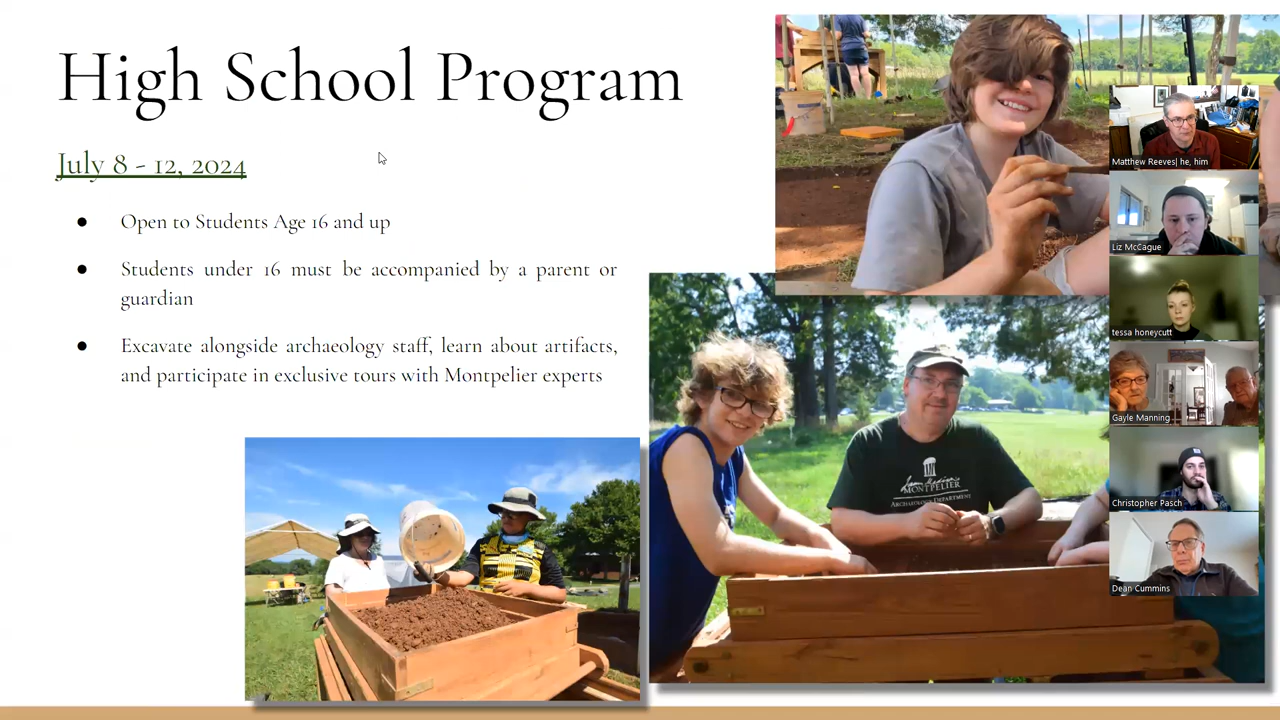 High School Program
July 8 - 12, 2024
● Open to Students Age 16 and up
● Students under 16 must be accompanied by a parent or
guardian
● Excavate alongside archaeology staff, learn about artifacts,
and participate in exclusive tours with Montpelier experts
James Madison's
MONTPELIER
ARCHAEOLOGY DEPARTMENT
Matthew Reeves| he, him
Liz McCague
tessa honeycutt
Gayle Manning
Christopher Pasch
Dean Cummins